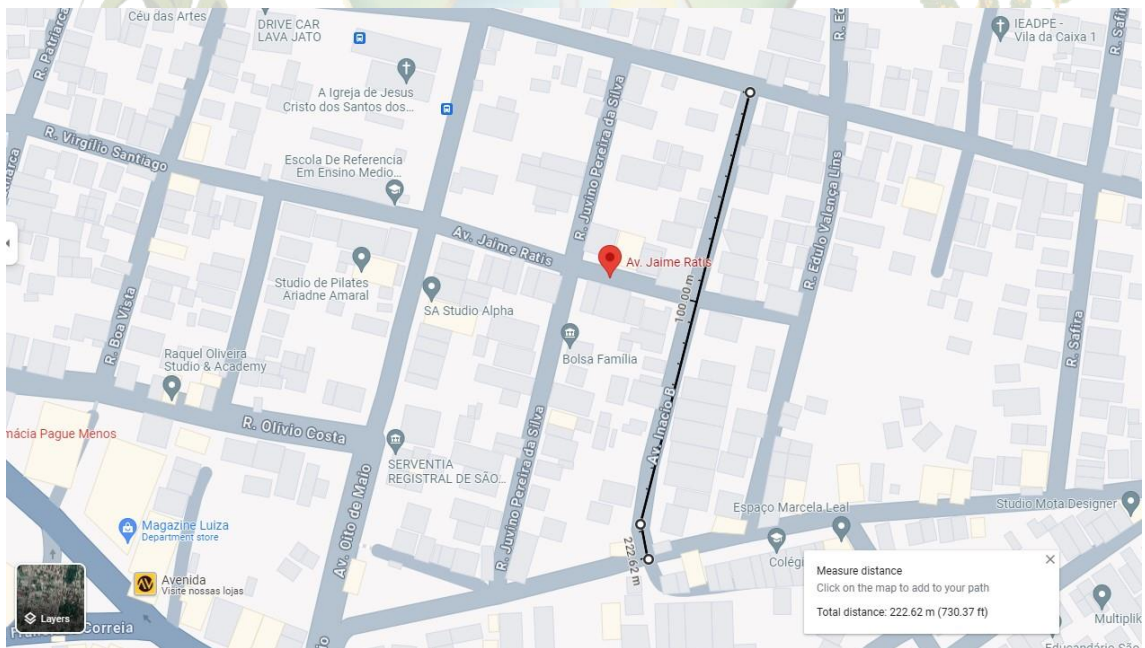 Céu das Artes
DRIVE CAR
LAVA JATO
IEADPE -
Vila da Caixa 1
R. Patriarca
R. Safira
A Igreja de Jesus
Cristo dos Santos dos...
R. Juvino Pereira da Silva
R. Virgílio Santiago
Escola De Referencia
Em Ensino Medio...
R. Edulo Valença Lins
Av. Jaime Ratis
Av. Jaime Ratis
Studio de Pilates
Ariadne Amaral
SA Studio Alpha
100.00 m
R. Boa Vista
Bolsa Família
R. Safira
Raquel Oliveira
Studio & Academy
Av. Inacio B.
R. Olívio Costa
mácia Pague Menos
SERVENTIA
REGISTRAL DE SÃO...
R. Juvino Pereira da Silva
Av. Oito de Maio
Espaço Marcela Leal
Studio Mota Designer
Magazine Luiza
Department store
222.62 m
Colégi
Avenida
Visite nossas lojas
Measure distance
Click on the map to add to your path
Total distance: 222.62 m (730.37 ft)
Layers
Multiplik
Correia
Educandário São